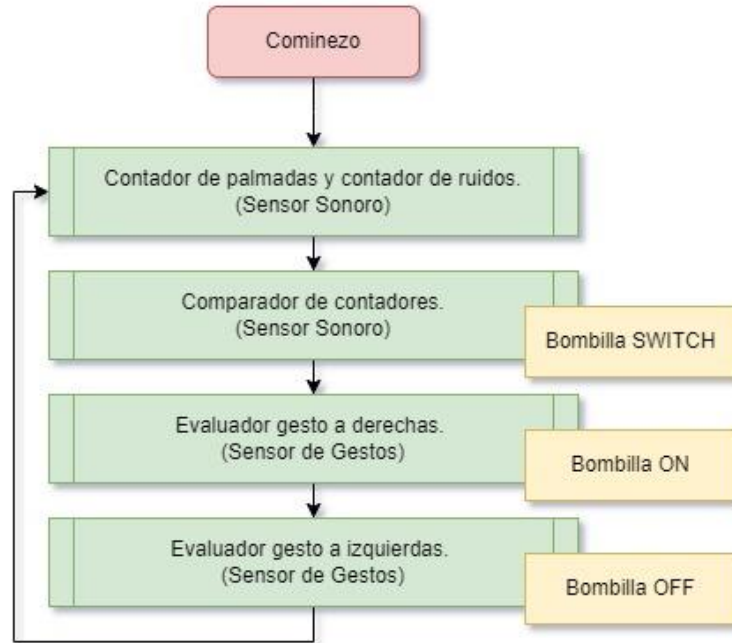 Cominezo
Contador de palmadas y contador de ruidos.
(Sensor Sonoro)
Comparador de contadores.
(Sensor Sonoro)
Bombilla SWITCH
Evaluador gesto a derechas.
(Sensor de Gestos)
Bombilla ON
Evaluador gesto a izquierdas.
(Sensor de Gestos)
Bombilla OFF